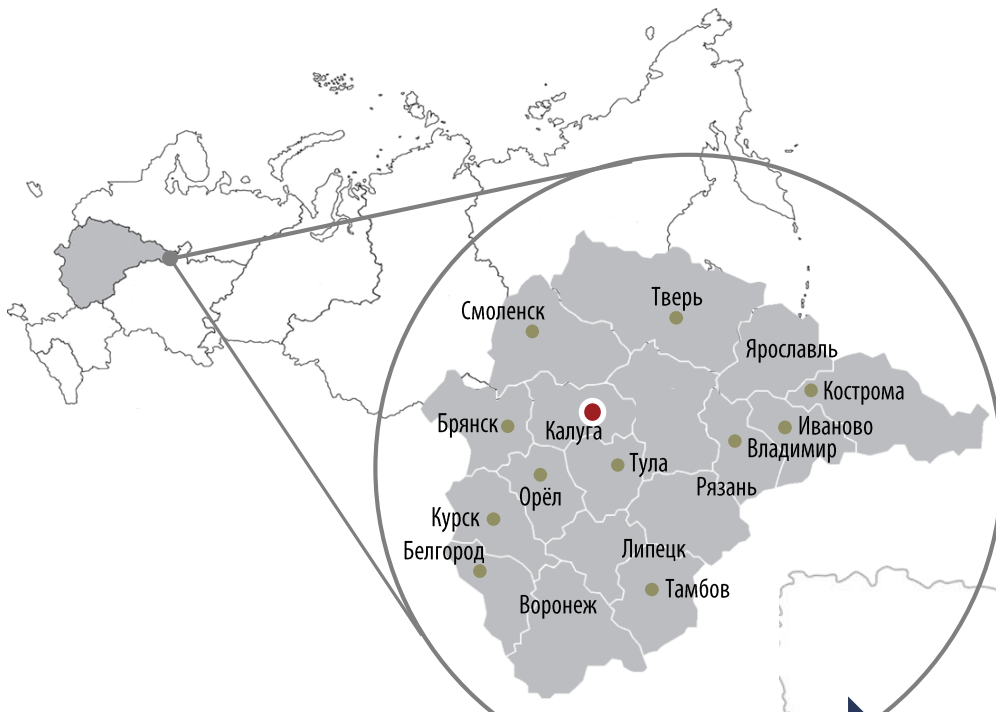 Тверь
Смоленск
Ярославль
Кострома
Брянск
Калуга
Иваново
Владимир
Тула
Рязань
Орёл
Курск
Белгород
Липецк
Тамбов
Воронеж